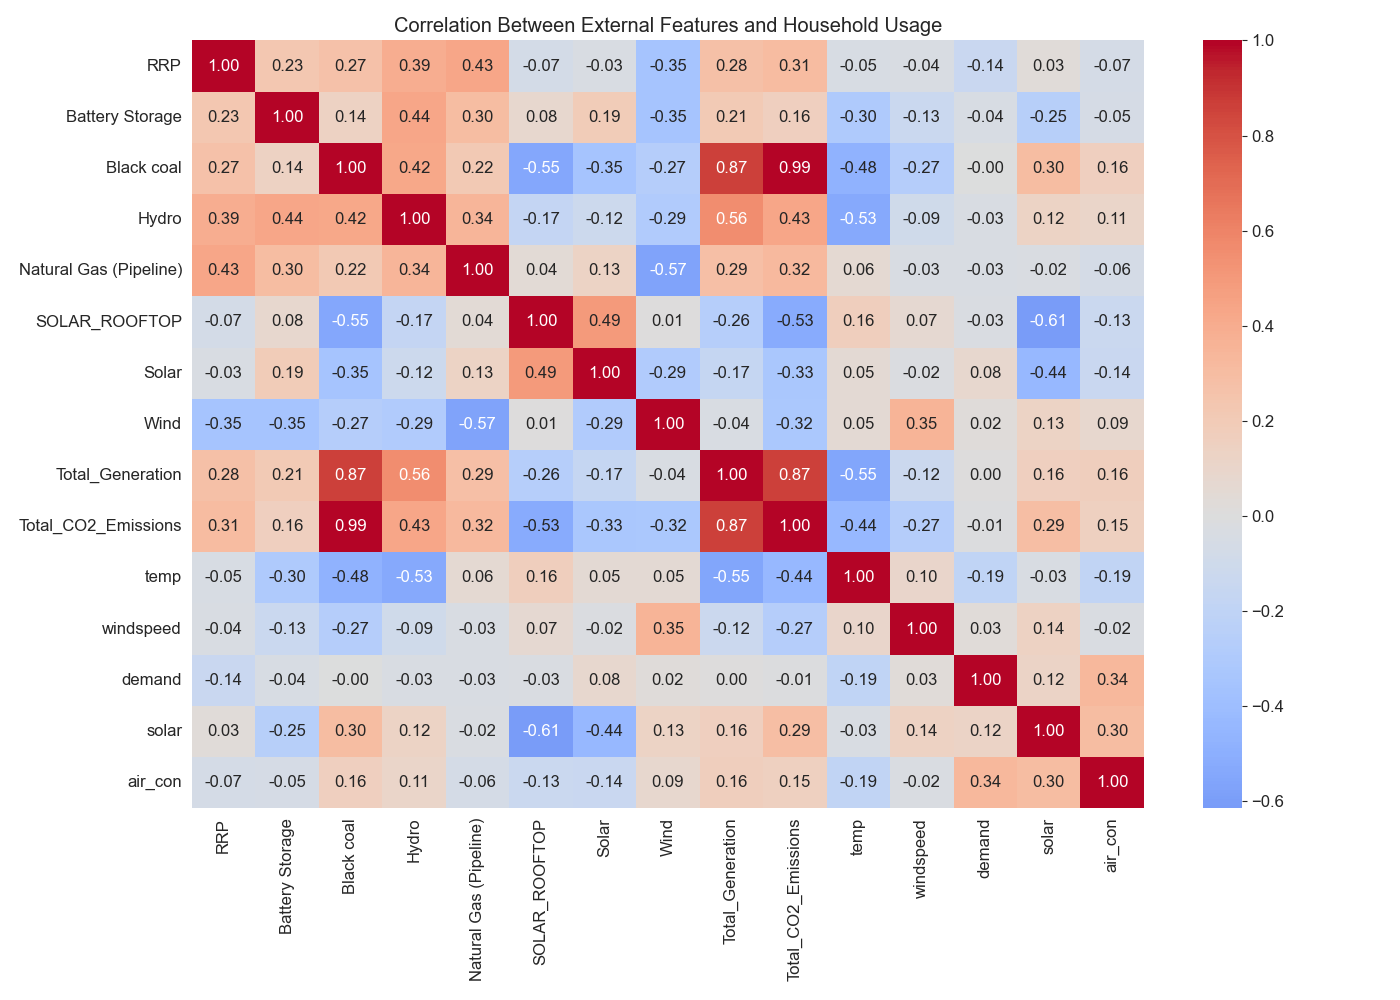 Correlation Between External Features and Household Usage
RRP 1.00 0.23 0.27 0.39 0.43 -0.07 -0.03 -0.35 0.28 0.31 -0.05 -0.04 -0.14 0.03 -0.07
Battery Storage 0.23 1.00 0.14 0.44 0.30 0.08 0.19 -0.35 0.21 0.16 -0.30 -0.13 -0.04 -0.25 -0.05
Black coal 0.27 0.14 1.00 0.42 0.22 -0.55 -0.35 -0.27 0.87 0.99 -0.48 -0.27 -0.00 0.30 0.16
Hydro 0.39 0.44 0.42 1.00 0.34 -0.17 -0.12 -0.29 0.56 0.43 -0.53 -0.09 -0.03 0.12 0.11
Natural Gas (Pipeline) 0.43 0.30 0.22 0.34 1.00 0.04 0.13 -0.57 0.29 0.32 0.06 -0.03 -0.03 -0.02 -0.06
SOLAR_ROOFTOP -0.07 0.08 -0.55 -0.17 0.04 1.00 0.49 0.01 -0.26 -0.53 0.16 0.07 -0.03 -0.61 -0.13
Solar -0.03 0.19 -0.35 -0.12 0.13 0.49 1.00 -0.29 -0.17 -0.33 0.05 -0.02 0.08 -0.44 -0.14
Wind -0.35 -0.35 -0.27 -0.29 -0.57 0.01 -0.29 1.00 -0.04 -0.32 0.05 0.35 0.02 0.13 0.09
Total_Generation 0.28 0.21 0.87 0.56 0.29 -0.26 -0.17 -0.04 1.00 0.87 -0.55 -0.12 0.00 0.16 0.16
Total_CO2_Emissions 0.31 0.16 0.99 0.43 0.32 -0.53 -0.33 -0.32 0.87 1.00 -0.44 -0.27 -0.01 0.29 0.15
temp -0.05 -0.30 -0.48 -0.53 0.06 0.16 0.05 0.05 -0.55 -0.44 1.00 0.10 -0.19 -0.03 -0.19
windspeed -0.04 -0.13 -0.27 -0.09 -0.03 0.07 -0.02 0.35 -0.12 -0.27 0.10 1.00 0.03 0.14 -0.02
demand -0.14 -0.04 -0.00 -0.03 -0.03 -0.03 0.08 0.02 0.00 -0.01 -0.19 0.03 1.00 0.12 0.34
solar 0.03 -0.25 0.30 0.12 -0.02 -0.61 -0.44 0.13 0.16 0.29 -0.03 0.14 0.12 1.00 0.30
air_con -0.07 -0.05 0.16 0.11 -0.06 -0.13 -0.14 0.09 0.16 0.15 -0.19 -0.02 0.34 0.30 1.00
RRP
Battery Storage
Black coal
Hydro
Natural Gas (Pipeline)
SOLAR_ROOFTOP
Solar
Wind
Total_Generation
Total_CO2_Emissions
temp
windspeed
demand
solar
air_con
1.0
0.8
0.6
0.4
0.2
0.0
−0.2
−0.4
−0.6